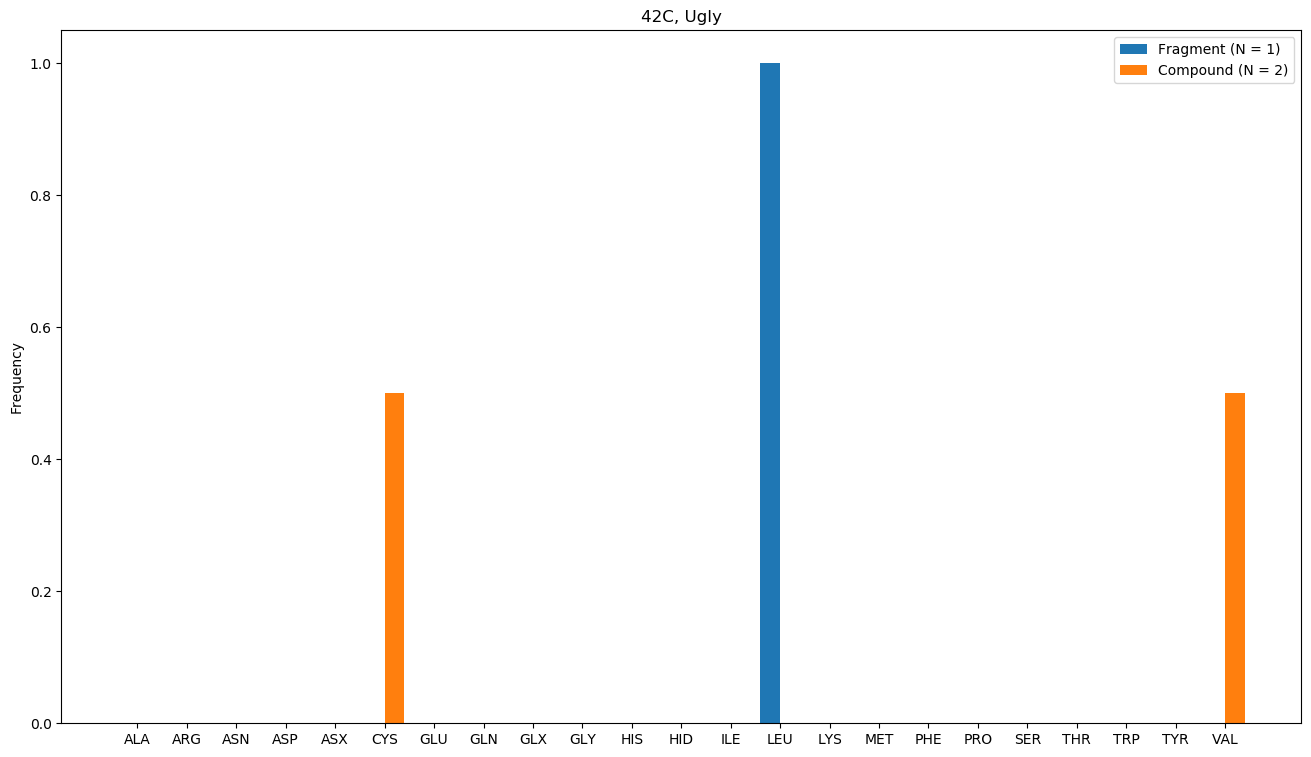 42C, Ugly
Fragment (N = 1)
Compound (N = 2)
Frequency
1.0
0.8
0.6
0.4
0.2
0.0
ALA ARG ASN ASP ASX CYS GLU GLN GLX GLY HIS HID ILE LEU LYS MET PHE PRO SER THR TRP TYR VAL